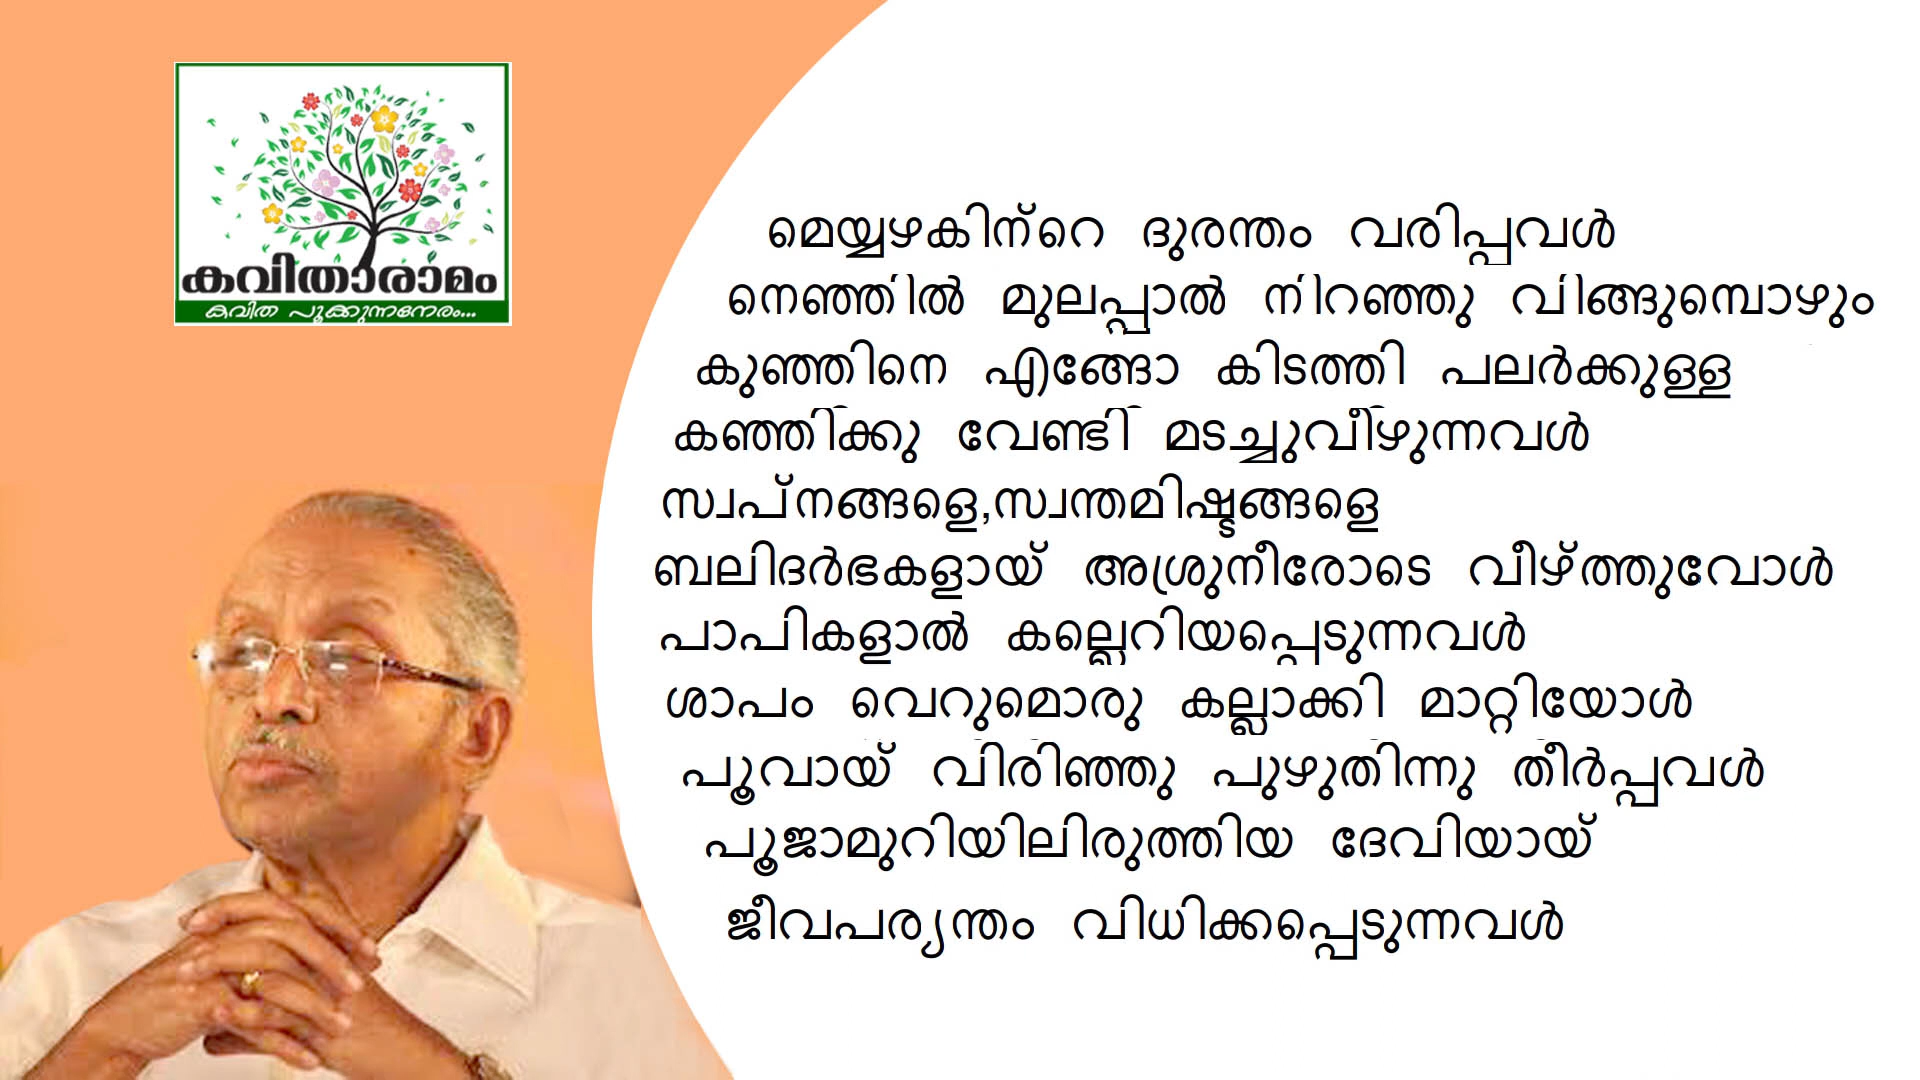 കവിതാരാമം
കവിത പൂക്കുന്നനേരം...
മെയ്യഴകിന്റെ ദുരന്തം വരിപ്പവൾ
നെഞ്ഞിൽ മുലപ്പാൽ നിറഞ്ഞു വിങ്ങുമ്പൊഴും
കുഞ്ഞിനെ എങ്ങോ കിടത്തി പലർക്കുള്ള
കഞ്ഞിക്കു വേണ്ടി മടച്ചുവീഴുന്നവൾ
സ്വപ്നങ്ങളെ,സ്വന്തമിഷ്ടങ്ങളെ
ബലിദർഭകളായ് അശ്രുനീരോടെ വീഴ്ത്തുവോൾ
പാപികളാൽ കല്ലെറിയപ്പെടുന്നവൾ
ശാപം വെറുമൊരു കല്ലാക്കി മാറ്റിയോൾ
പൂവായ് വിരിഞ്ഞു പുഴുതിന്നു തീർപ്പവൾ
പൂജാമുറിയിലിരുത്തിയ ദേവിയായ്
ജീവപര്യന്തം വിധിക്കപ്പെടുന്നവൾ